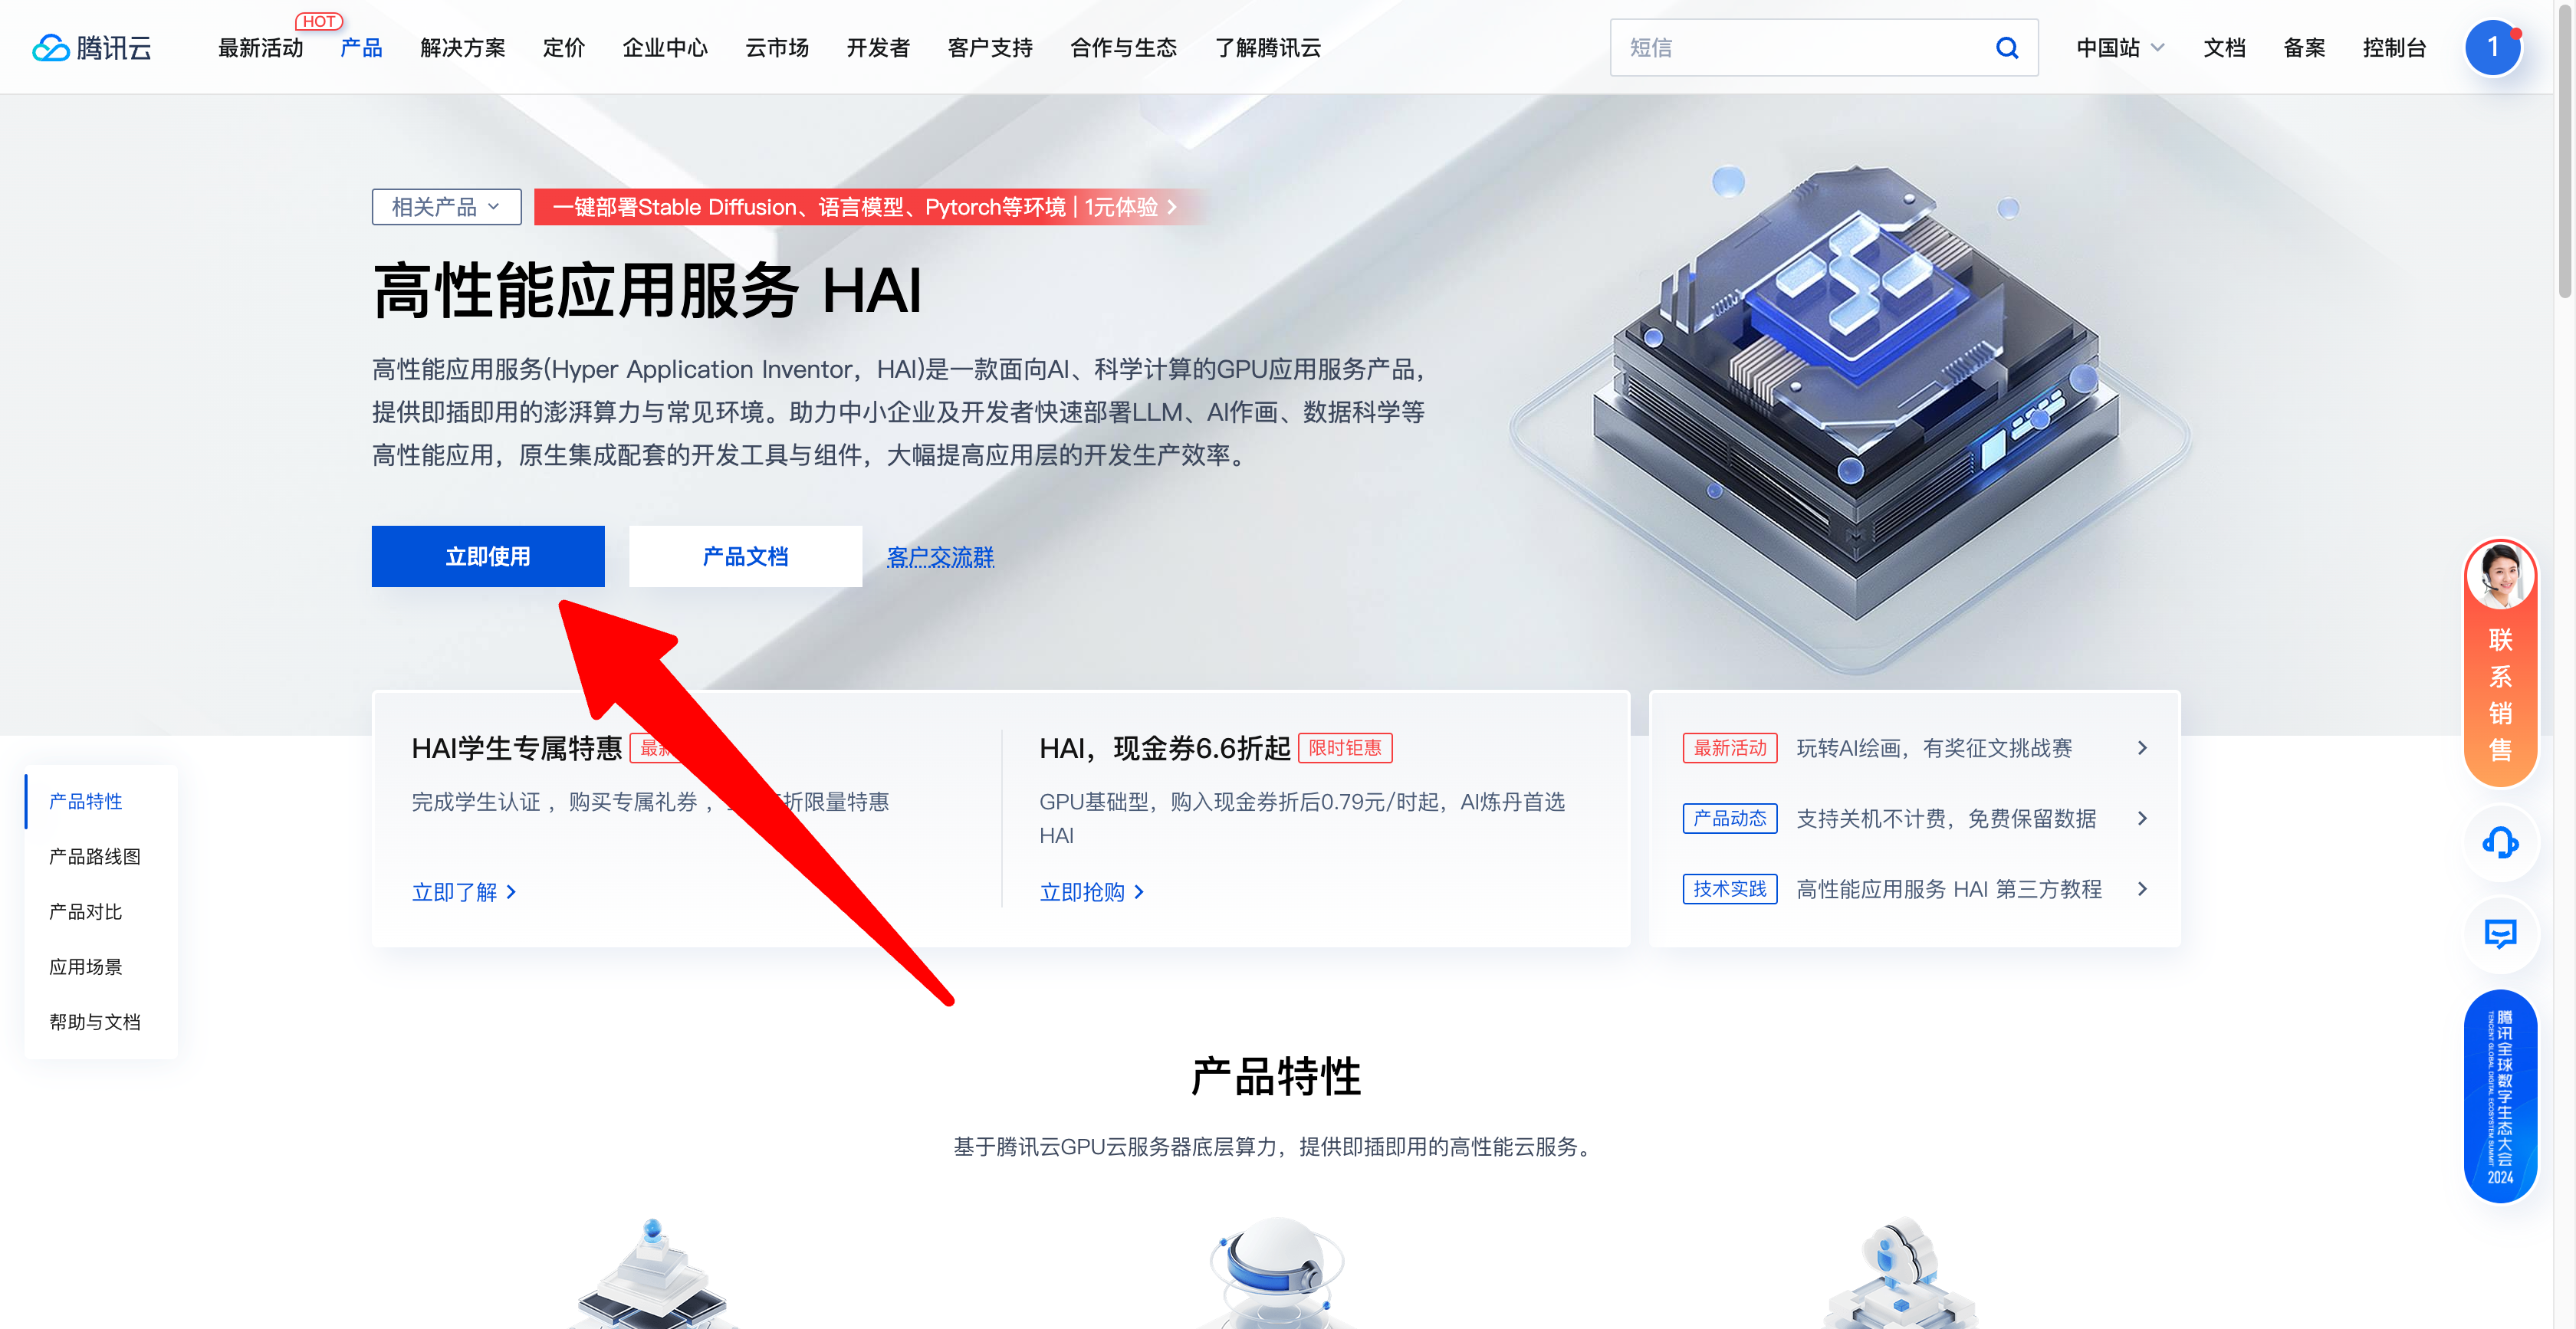 腾讯云
最新活动
HOT
产品
解决方案
定价
企业中心
云市场
开发者
客户支持
合作与生态
了解腾讯云
短信
中国站
文档
备案
控制台
1
相关产品
一键部署Stable Diffusion、语言模型、Pytorch等环境 | 1元体验
高性能应用服务 HAI
高性能应用服务(Hyper Application Inventor，HAI)是一款面向AI、科学计算的GPU应用服务产品，
提供即插即用的澎湃算力与常见环境。助力中小企业及开发者快速部署LLM、AI作画、数据科学等
高性能应用，原生集成配套的开发工具与组件，大幅提高应用层的开发生产效率。
立即使用
产品文档
客户交流群
HAI学生专属特惠
完成学生认证 ，购买专属礼券 ，
折限量特惠
立即了解
HAI，现金券6.6折起
限时钜惠
GPU基础型，购入现金券折后0.79元/时起，AI炼丹首选
HAI
立即抢购
最新活动
玩转AI绘画，有奖征文挑战赛
产品动态
支持关机不计费，免费保留数据
技术实践
高性能应用服务 HAI 第三方教程
产品特性
产品路线图
产品对比
应用场景
帮助与文档
联系销售
腾讯全球数字生态大会
TENCENT GLOBAL DIGITAL ECOSYSTEM SUMMIT
2024
产品特性
基于腾讯云GPU云服务器底层算力，提供即插即用的高性能云服务。